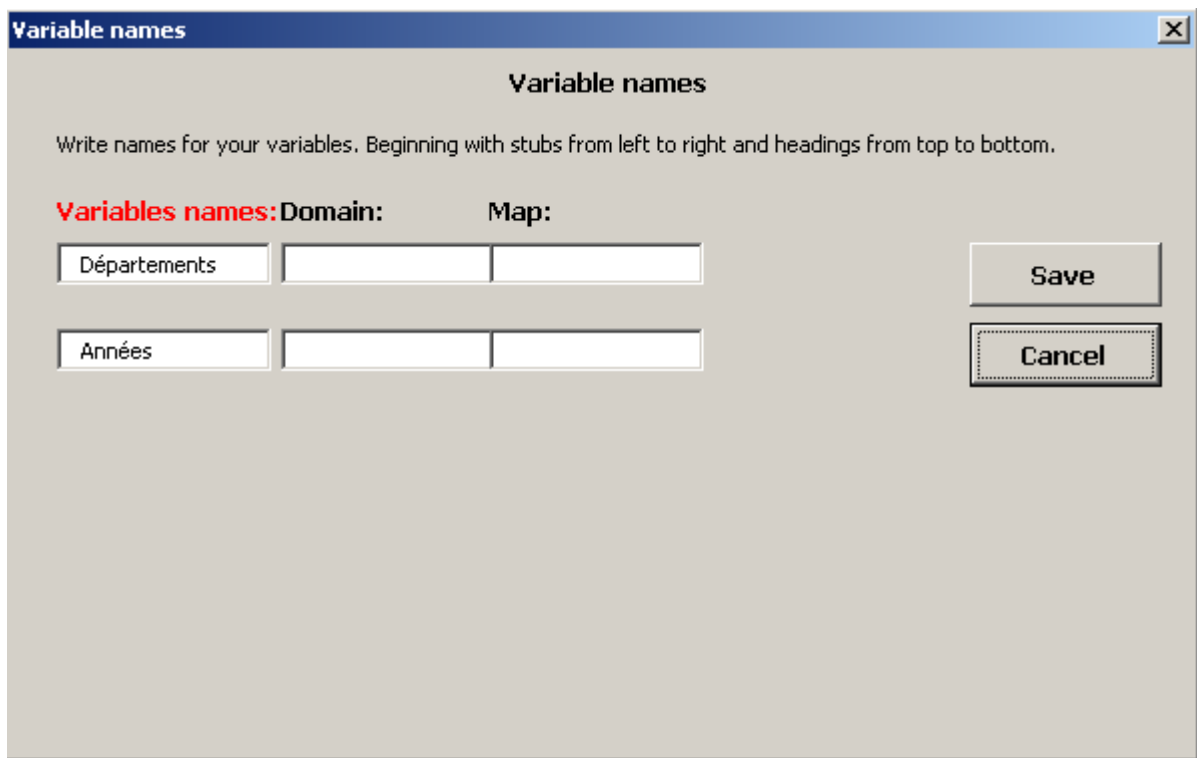 Variable names
Variable names
Write names for your variables. Beginning with stubs from left to right and headings from top to bottom.
Variables names: Domain: Map:
Départements
Save
Années
Cancel